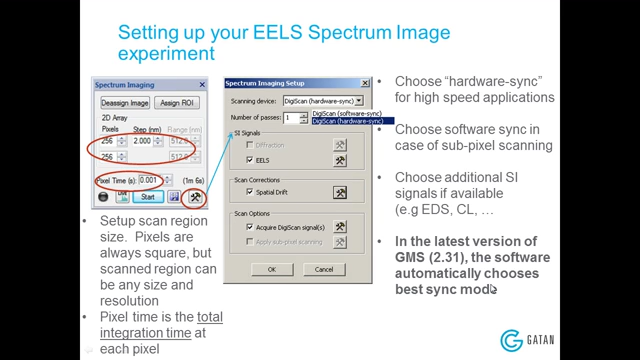 Setting up your EELS Spectrum Image
experiment
Spectrum Imaging
Deassign Image Assign ROI
2D Array
Pixels Step (nm) Range (nm)
256 2.000 512.0
256 512.0
Pixel Time (s): 0.001 (1m 6s)
Start
Spectrum Imaging Setup
Scanning device: DigiScan (hardware-sync)
DigiScan (software-sync)
Number of passes: 1 DigiScan (hardware-sync)
SI Signals
Diffraction
EELS
Scan Corrections
Spatial Drift
Scan Options
Acquire DigiScan signal(s)
Apply sub-pixel scanning
OK Cancel
• Setup scan region
size. Pixels are
always square, but
scanned region can
be any size and
resolution
• Pixel time is the total
integration time at
each pixel
• Choose “hardware-sync”
for high speed applications
• Choose software sync in
case of sub-pixel scanning
• Choose additional SI
signals if available
(e.g EDS, CL, …
• In the latest version of
GMS (2.31), the software
automatically chooses
best sync mode
GATAN